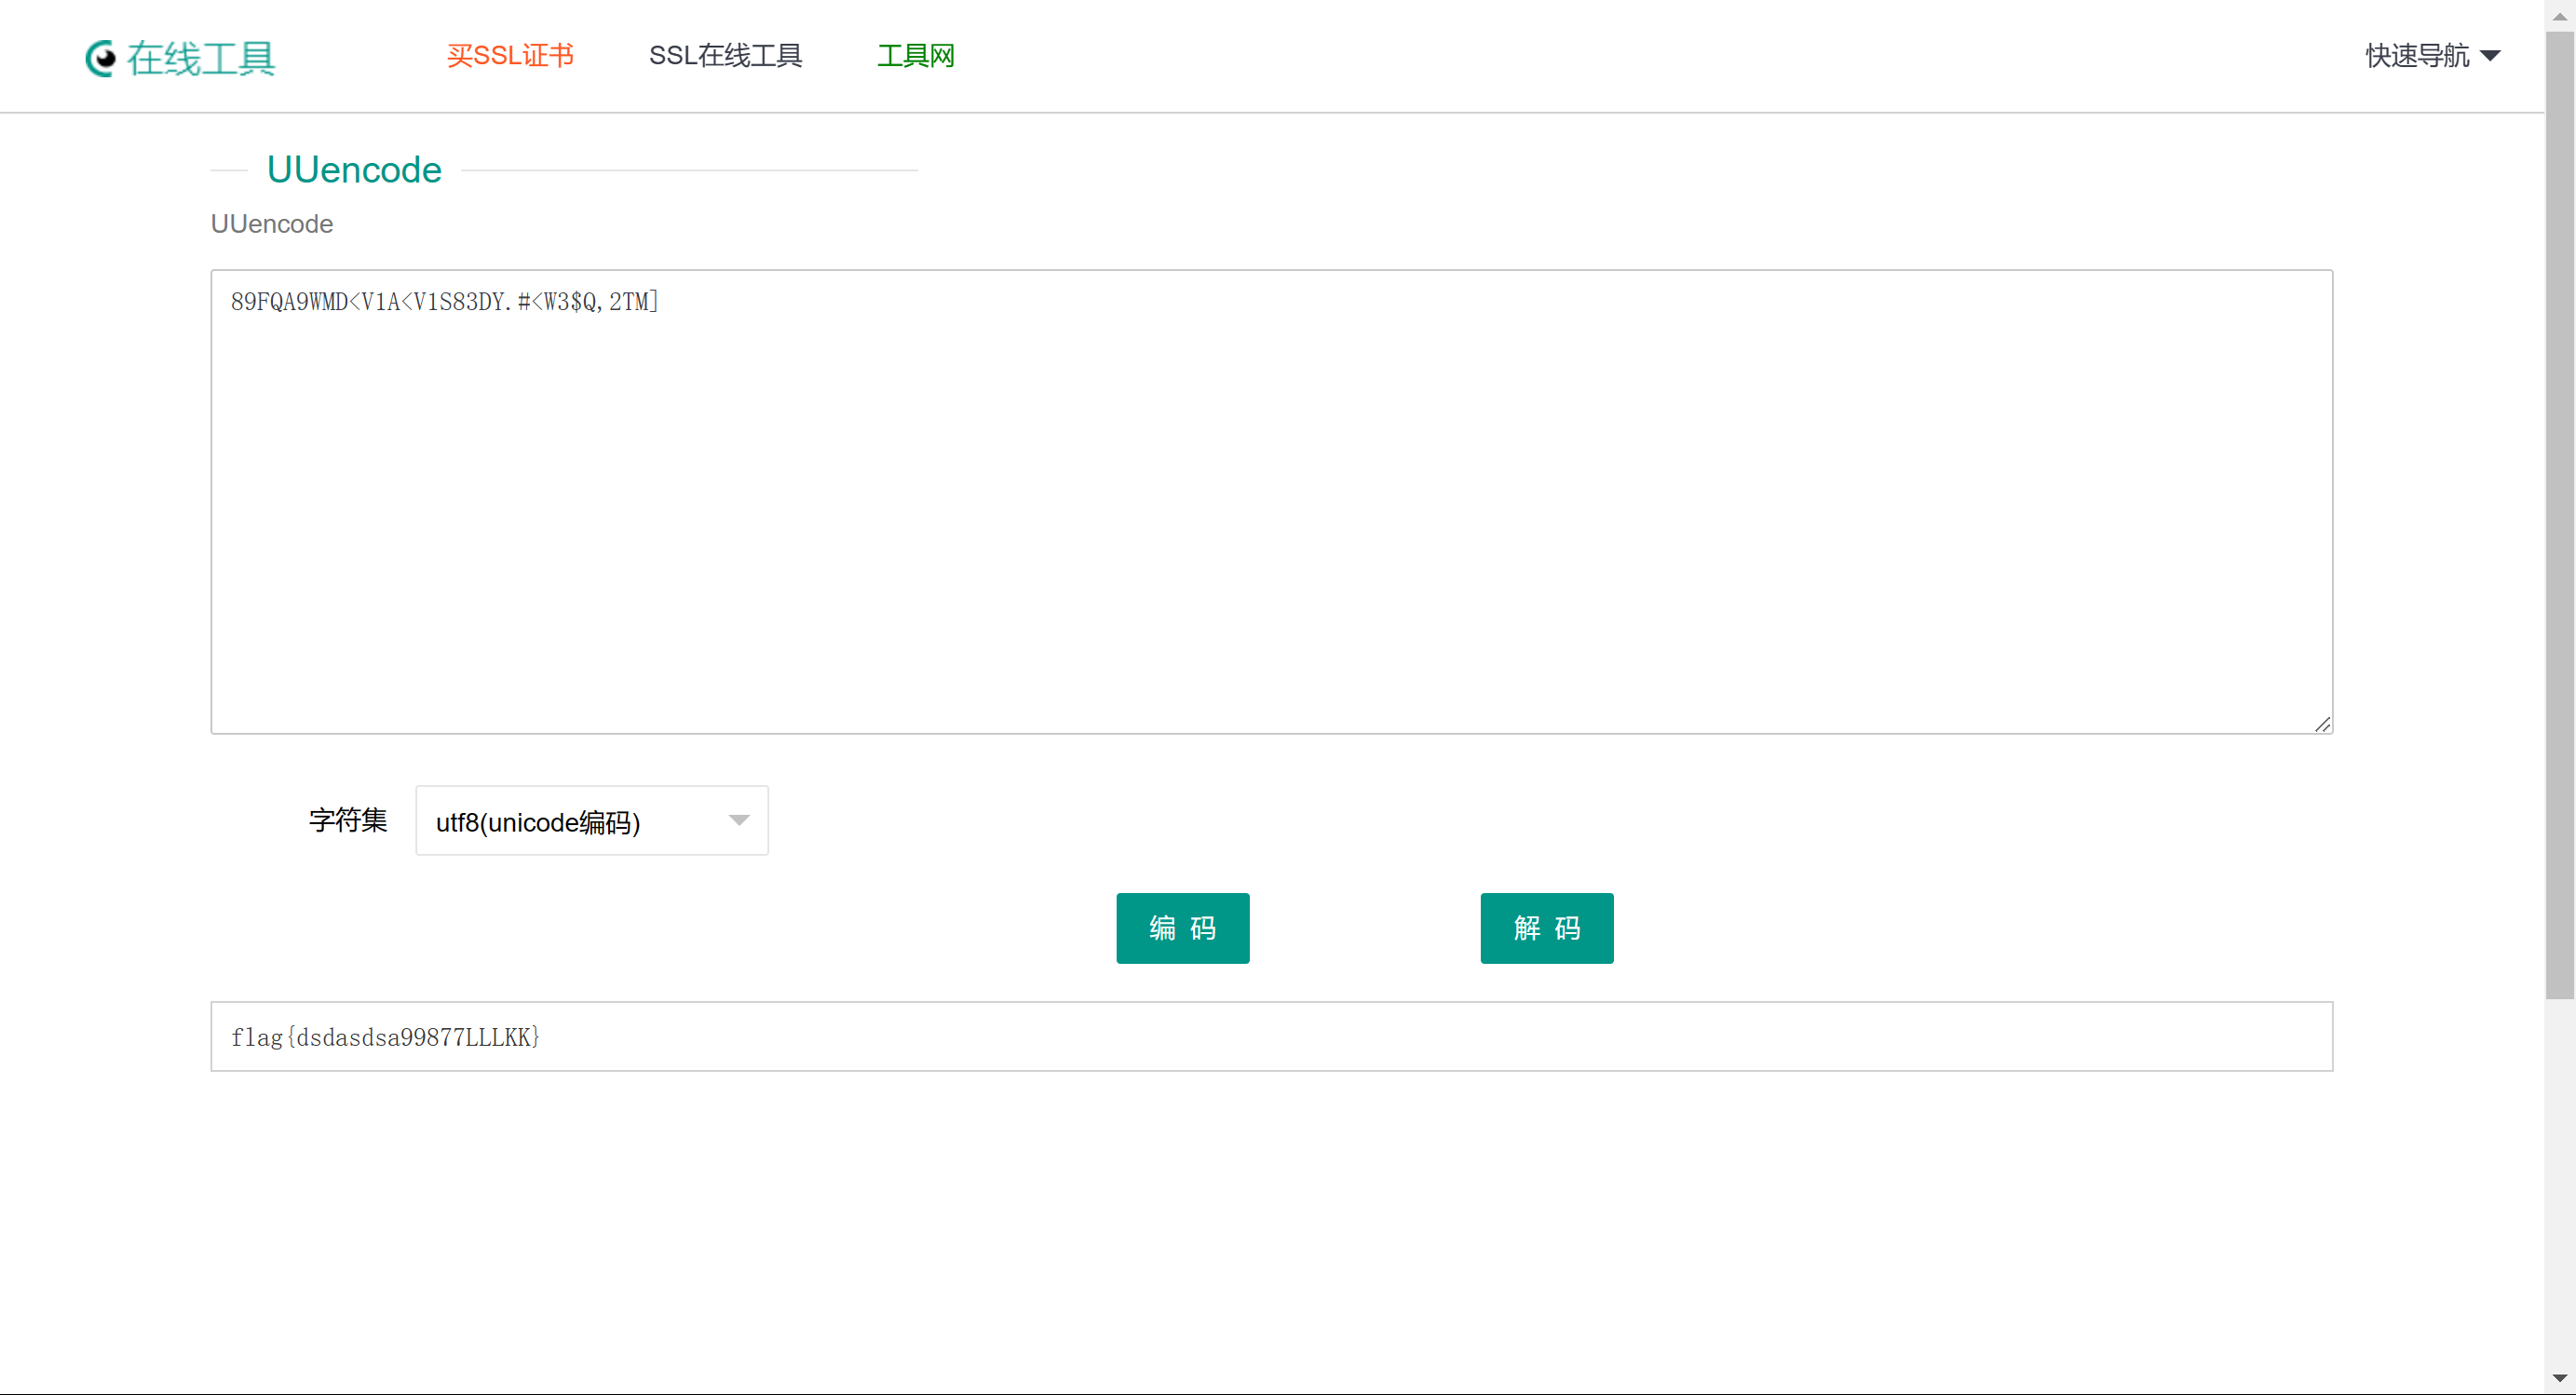 在线工具 买SSL证书 SSL在线工具 工具网 快速导航
UUencode
UUencode
89FQA9WMD<V1A<V1S83DY.#<W3$Q,2TM]
字符集 utf8(unicode编码)
编 码 解 码
flag{dsdasdsa99877LLLKK}